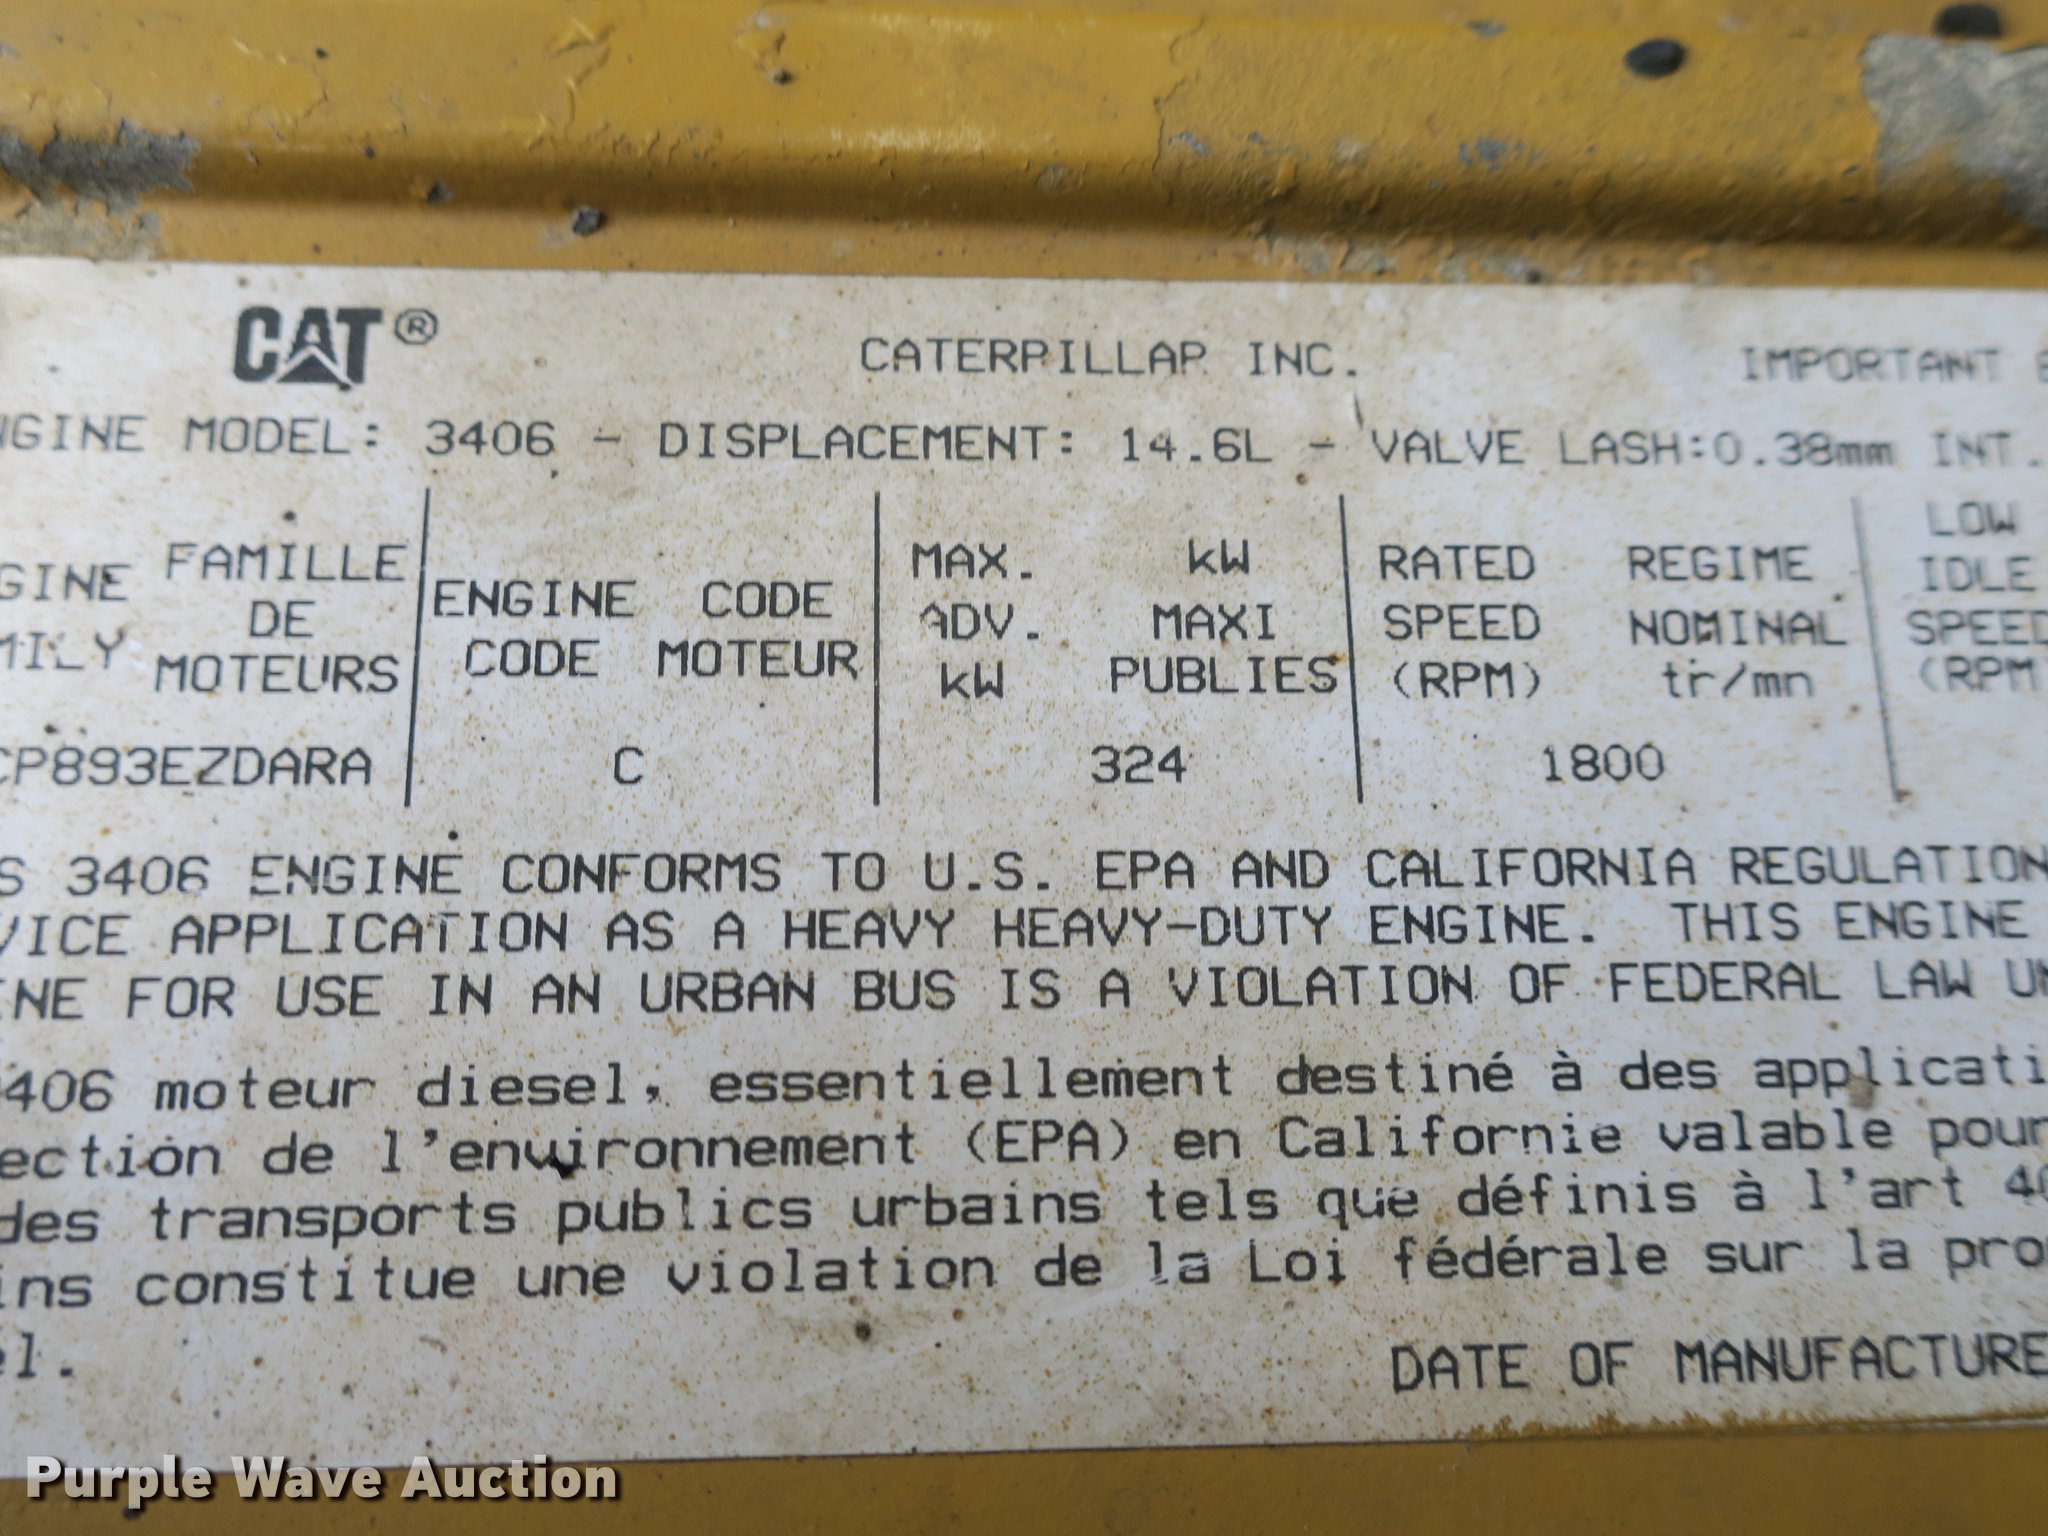 CAT®
CATERPILLAR INC.
IMPORTANT
ENGINE MODEL: 3406 - DISPLACEMENT: 14.6L - VALVE LASH:0.38mm INT.
FAMILLE
DE
MOTEURS
ENGINE CODE
CODE MOTEUR
MAX. kW
ADV. MAXI
kW PUBLIES
RATED REGIME
SPEED NOMINAL
(RPM) tr/mn
LOW
IDLE
SPEED
(RPM
CP893EZDARA C 324 1800
S 3406 ENGINE CONFORMS TO U.S. EPA AND CALIFORNIA REGULATION
VICE APPLICATION AS A HEAVY HEAVY-DUTY ENGINE. THIS ENGINE
INE FOR USE IN AN URBAN BUS IS A VIOLATION OF FEDERAL LAW UN
3406 moteur diesel, essentiellement destiné à des applicati
ection de l'environnement (EPA) en Californie valable pour
des transports publics urbains tels que définis à l'art 40
ins constitue une violation de la Loi fédérale sur la pro
el.
DATE OF MANUFACTURE
Purple Wave Auction